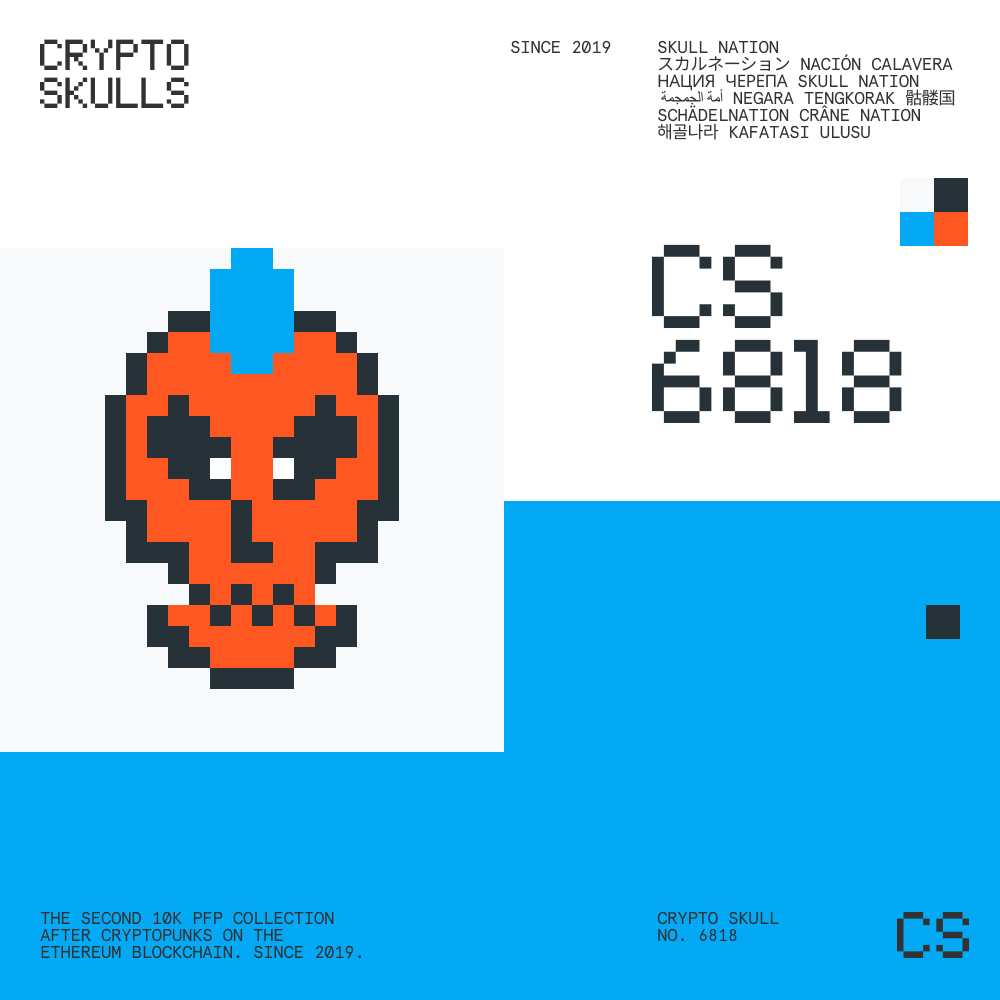 CRYPTO
SKULLS
SINCE 2019
SKULL NATION
スカルネーション NACIÓN CALAVERA
НАЦИЯ ЧЕРЕПА SKULL NATION
أمة الجمجمة NEGARA TENGKORAK 骷髅国
SCHÄDELNATION CRÂNE NATION
해골나라 KAFATASI ULUSU
CS
6818
THE SECOND 10K PFP COLLECTION
AFTER CRYPTOPUNKS ON THE
ETHEREUM BLOCKCHAIN. SINCE 2019.
CRYPTO SKULL
NO. 6818
CS